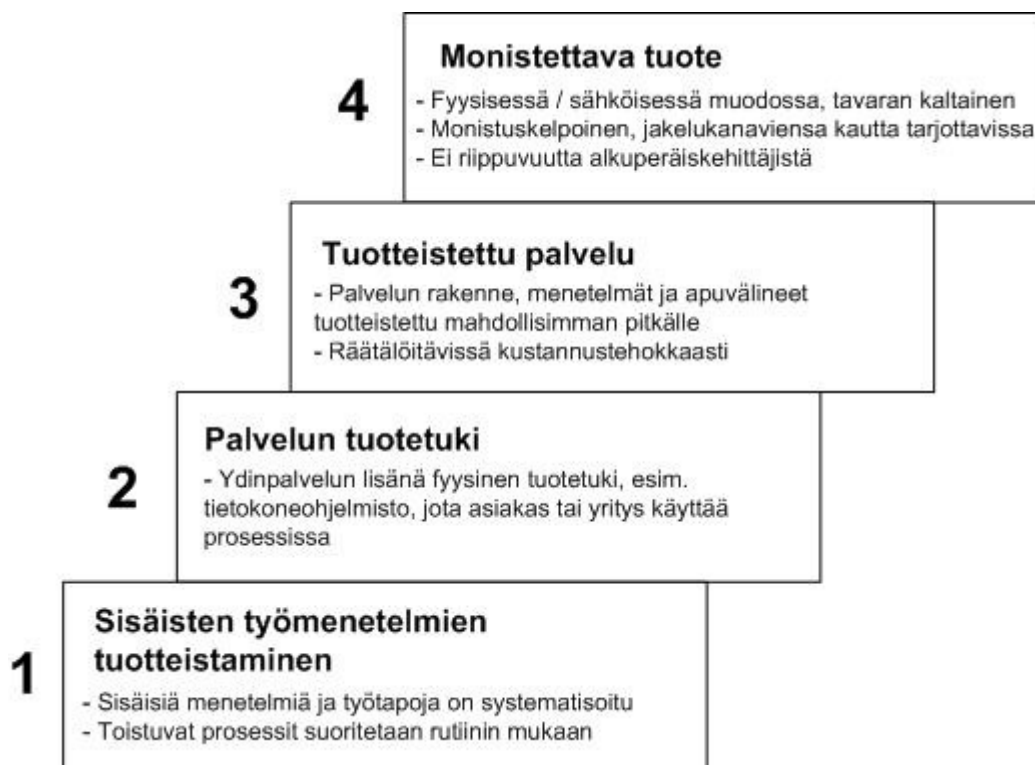 4
Monistettava tuote
- Fyysisessä / sähköisessä muodossa, tavaran kaltainen
- Monistuskelpoinen, jakelukanaviensa kautta tarjottavissa
- Ei riippuvuutta alkuperäiskehittäjistä
3
Tuotteistettu palvelu
- Palvelun rakenne, menetelmät ja apuvälineet
tuotteistettu mahdollisimman pitkälle
- Räätälöitävissä kustannustehokkaasti
2
Palvelun tuotetuki
- Ydinpalvelun lisänä fyysinen tuotetuki, esim.
tietokoneohjelmisto, jota asiakas tai yritys käyttää
prosessissa
1
Sisäisten työmenetelmien
tuotteistaminen
- Sisäisiä menetelmiä ja työtapoja on systematisoitu
- Toistuvat prosessit suoritetaan rutiinin mukaan